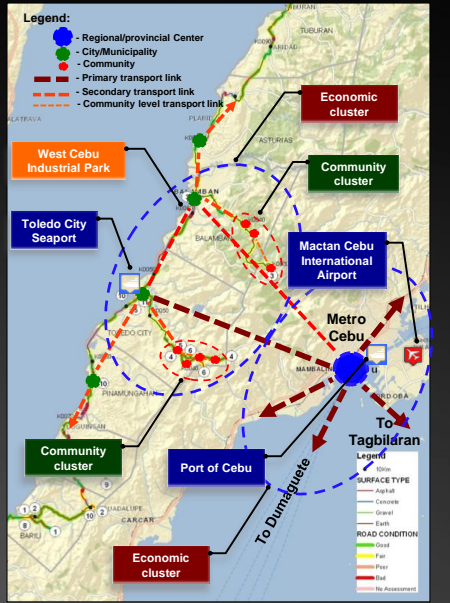 Legend:
- Regional/provincial Center
- City/Municipality
- Community
- Primary transport link
- Secondary transport link
- Community level transport link
TUBURAN
ASTURIAS
Economic
cluster
West Cebu
Industrial Park
Community
cluster
BALAMBAN
Toledo City
Seaport
Mactan Cebu
International
Airport
TOLEDO CITY
Metro
Cebu
PINAMUNGAHAN
CORDOBA
To
Tagbilaran
Community
cluster
Port of Cebu
To Dumaguete
Legend
10Km
SURFACE TYPE
Asphalt
Concrete
Gravel
Earth
ROAD CONDITION
Good
Fair
Poor
Bad
No Assessment
CARCAR
BARILI
Economic
cluster